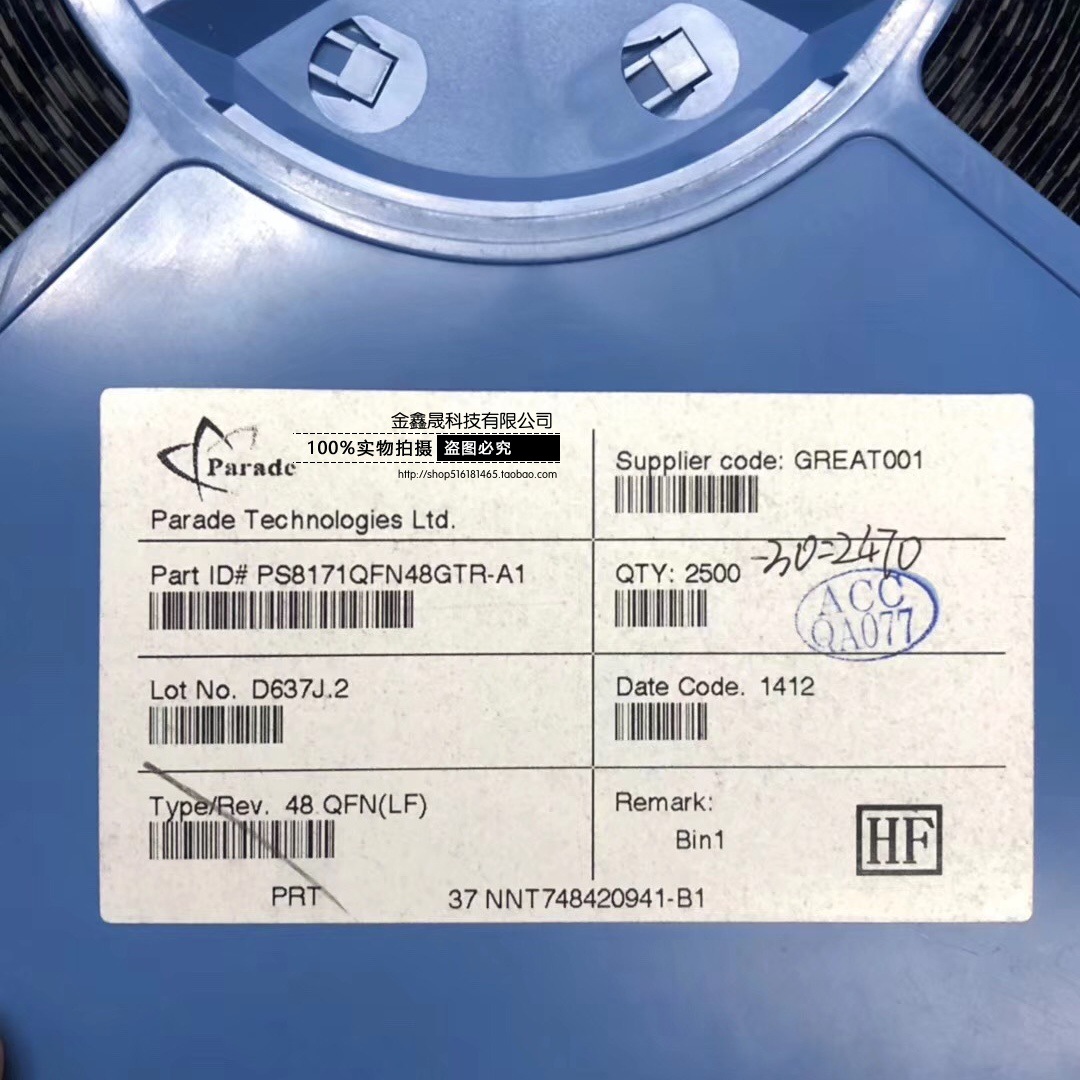 金鑫晟科技有限公司
100%实物拍摄 盗图必究
http://shop516181465.taobao.com
Parade
Parade Technologies Ltd.
Supplier code: GREAT001
Part ID# PS8171QFN48GTR-A1
QTY: 2500 -30=2470
ACC
QA077
Lot No. D637J.2
Date Code. 1412
Type/Rev. 48 QFN(LF)
Remark:
Bin1
HF
PRT
37 NNT748420941-B1